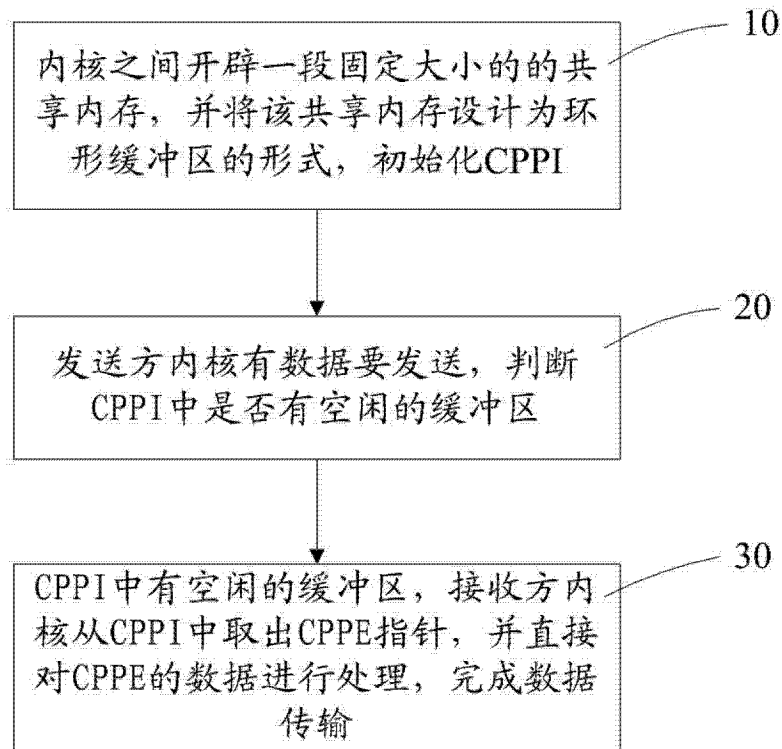 10
内核之间开辟一段固定大小的的共
享内存，并将该共享内存设计为环
形缓冲区的形式，初始化CPPI
20
发送方内核有数据要发送，判断
CPPI中是否有空闲的缓冲区
30
CPPI中有空闲的缓冲区，接收方内
核从CPPI中取出CPPE指针，并直接
对CPPE的数据进行处理，完成数据
传输